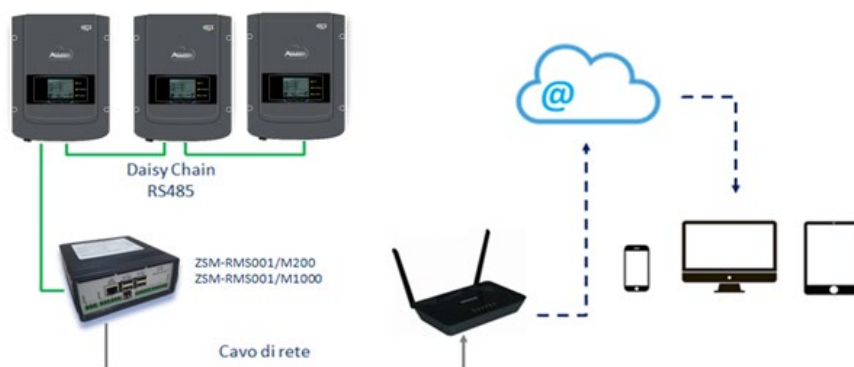 Daisy Chain
RS485
ZSM-RMS001/M200
ZSM-RMS001/M1000
@
Cavo di rete